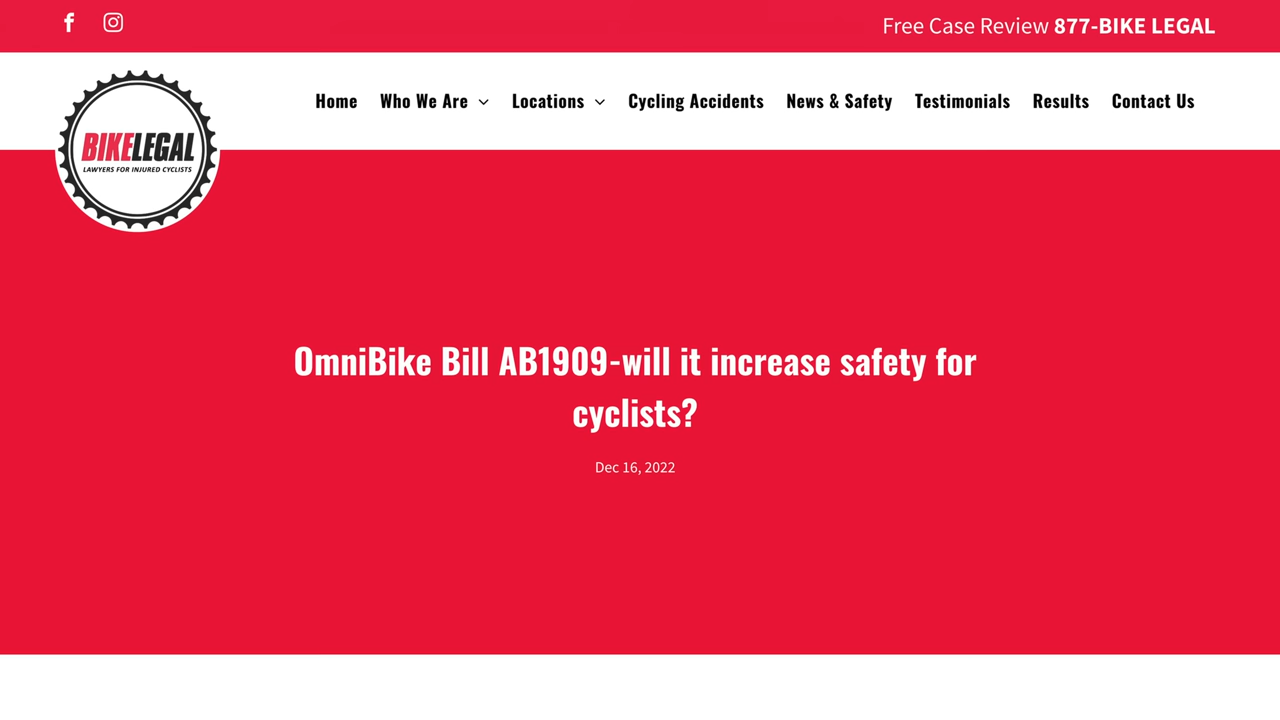 Free Case Review 877-BIKE LEGAL
BIKELEGAL
LAWYERS FOR INJURED CYCLISTS
Home Who We Are Locations Cycling Accidents News & Safety Testimonials Results Contact Us
OmniBike Bill AB1909-will it increase safety for
cyclists?
Dec 16, 2022